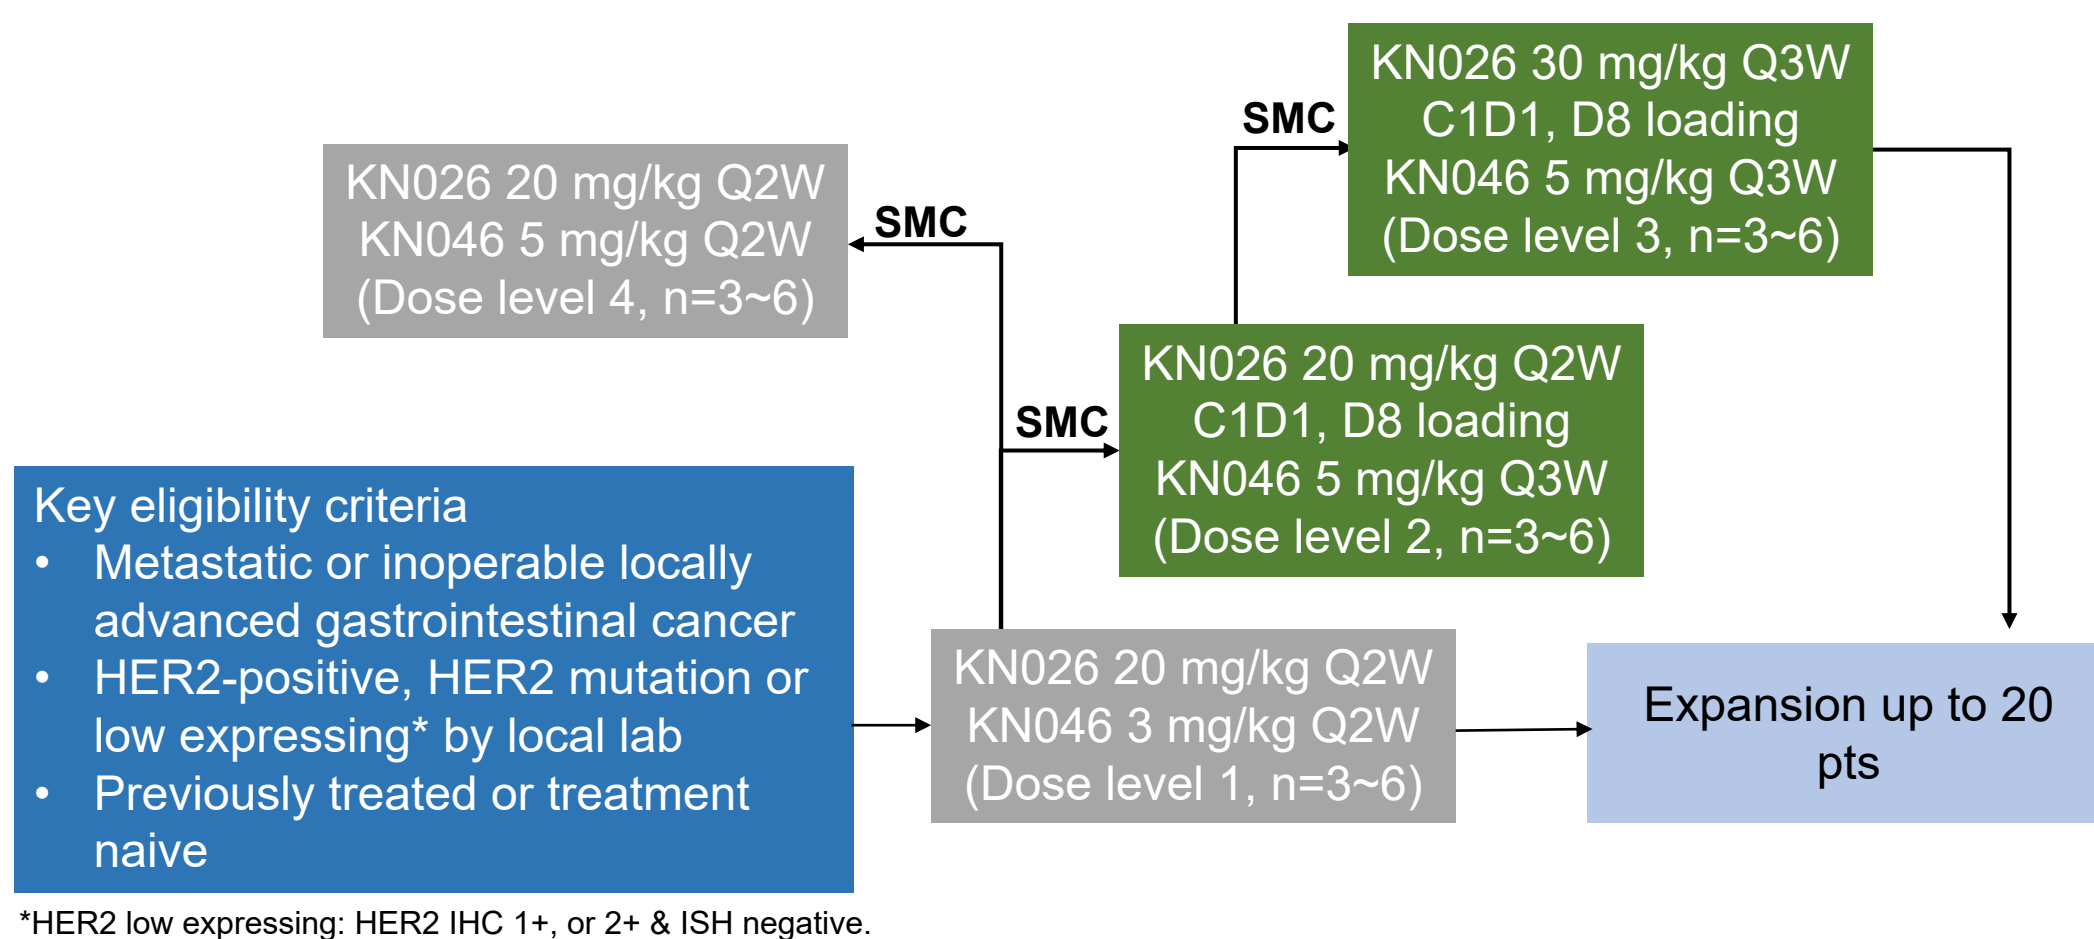 KN026 30 mg/kg Q3W
C1D1, D8 loading
KN046 5 mg/kg Q3W
(Dose level 3, n=3~6)
SMC
KN026 20 mg/kg Q2W
KN046 5 mg/kg Q2W
(Dose level 4, n=3~6)
SMC
KN026 20 mg/kg Q2W
C1D1, D8 loading
KN046 5 mg/kg Q3W
(Dose level 2, n=3~6)
SMC
Key eligibility criteria
• Metastatic or inoperable locally
advanced gastrointestinal cancer
• HER2-positive, HER2 mutation or
low expressing* by local lab
• Previously treated or treatment
naive
KN026 20 mg/kg Q2W
KN046 3 mg/kg Q2W
(Dose level 1, n=3~6)
Expansion up to 20
pts
*HER2 low expressing: HER2 IHC 1+, or 2+ & ISH negative.